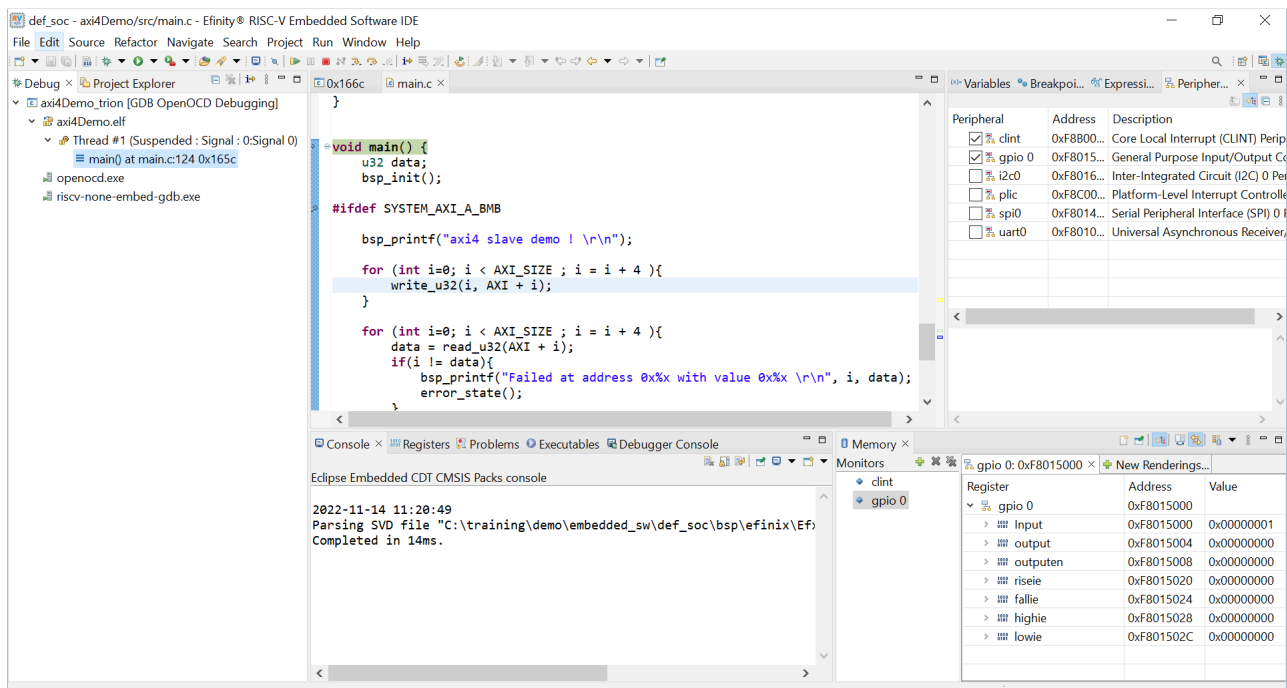 def_soc - axi4Demo/src/main.c - Efinity® RISC-V Embedded Software IDE
File Edit Source Refactor Navigate Search Project Run Window Help
Debug
Project Explorer
axi4Demo_trion [GDB OpenOCD Debugging]
axi4Demo.elf
Thread #1 (Suspended : Signal : 0:Signal 0)
main() at main.c:124 0x165c
openocd.exe
riscv-none-embed-gdb.exe
0x166c
main.c
}
void main() {
u32 data;
bsp_init();
#ifdef SYSTEM_AXI_A_BMB
bsp_printf("axi4 slave demo ! \r\n");
for (int i=0; i < AXI_SIZE ; i = i + 4 ){
write_u32(i, AXI + i);
}
for (int i=0; i < AXI_SIZE ; i = i + 4 ){
data = read_u32(AXI + i);
if(i != data){
bsp_printf("Failed at address 0x%x with value 0x%x \r\n", i, data);
error_state();
}
Variables Breakpoi... Expressi... Peripher...
Peripheral Address Description
clint 0xF8B00... Core Local Interrupt (CLINT) Perip
gpio 0 0xF8015... General Purpose Input/Output Co
i2c0 0xF8016... Inter-Integrated Circuit (I2C) 0 Per
plic 0xF8C00... Platform-Level Interrupt Controlle
spi0 0xF8014... Serial Peripheral Interface (SPI) 0 F
uart0 0xF8010... Universal Asynchronous Receiver/
Console Registers Problems Executables Debugger Console
Eclipse Embedded CDT CMSIS Packs console
2022-11-14 11:20:49
Parsing SVD file "C:\training\demo\embedded_sw\def_soc\bsp\efinix\Ef
Completed in 14ms.
Memory
Monitors
clint
gpio 0
gpio 0: 0xF8015000 New Renderings...
Register Address Value
gpio 0 0xF8015000
Input 0xF8015000 0x00000001
output 0xF8015004 0x00000000
outputen 0xF8015008 0x00000000
riseie 0xF8015020 0x00000000
fallie 0xF8015024 0x00000000
highie 0xF8015028 0x00000000
lowie 0xF801502C 0x00000000